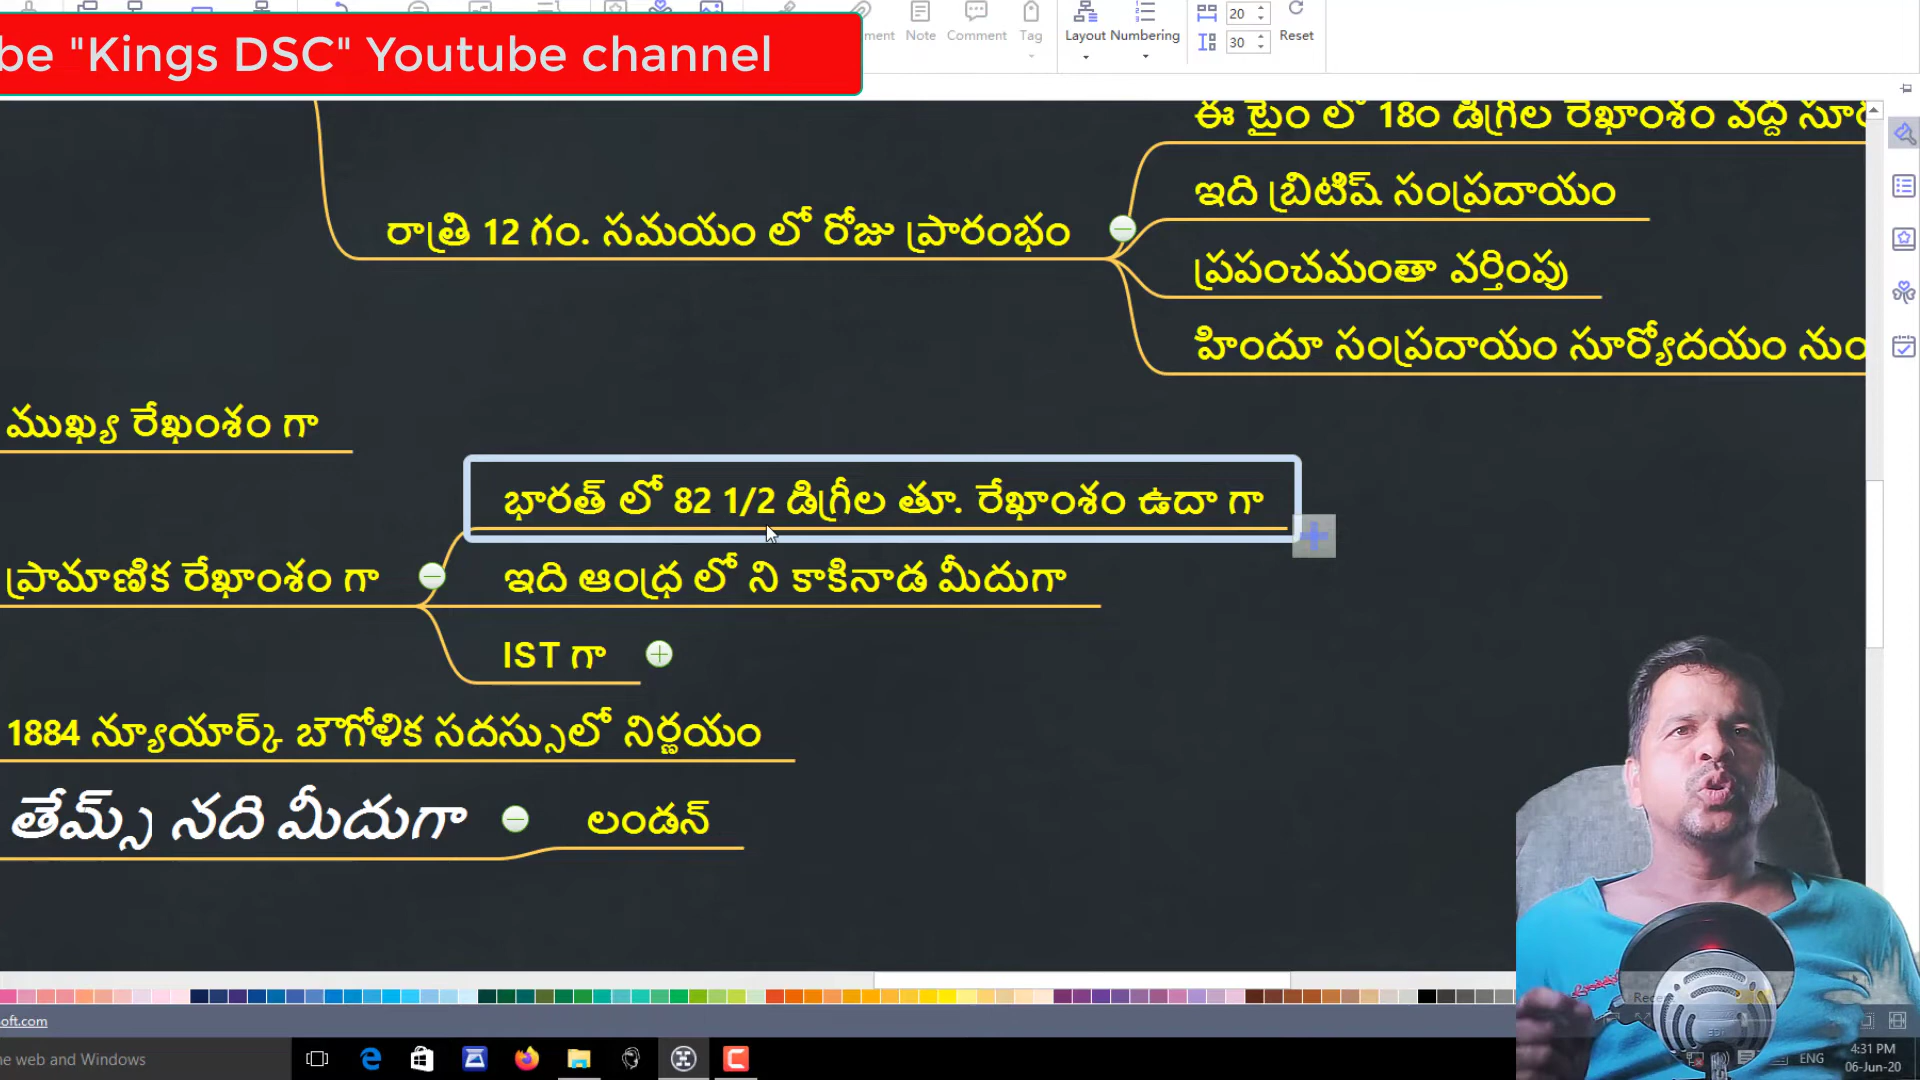 be "Kings DSC" Youtube channel
Note
Comment
Tag
Layout
Numbering
20
30
Reset
ఈ టైం లో 180 డిగ్రీల రేఖాంశం వద్ద
రాత్రి 12 గం. సమయం లో రోజు ప్రారంభం
ఇది బ్రిటిష్ సంప్రదాయం
ప్రపంచమంతా వర్తింపు
హిందూ సంప్రదాయం సూర్యోదయం
ముఖ్య రేఖంశం గా
భారత్ లో 82 1/2 డిగ్రీల తూ. రేఖాంశం ఉదా గా
ప్రామాణిక రేఖాంశం గా
ఇది ఆంధ్ర లో ని కాకినాడ మీదుగా
IST గా
1884 న్యూయార్క్ బౌగోళిక సదస్సులో నిర్ణయం
తేమ్స్ నది మీదుగా
లండన్
oft.com
he web and Windows
ENG
4:31 PM
06-Jun-20